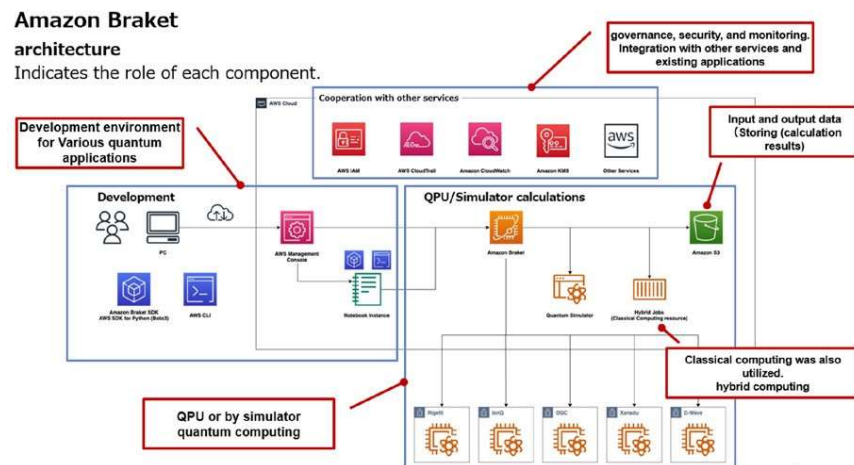 Amazon Braket
architecture
Indicates the role of each component.
governance, security, and monitoring.
Integration with other services and
existing applications
AWS Cloud
Cooperation with other services
AWS IAM
AWS CloudTrail
Amazon CloudWatch
Amazon KMS
aws
Other Services
Development environment
for Various quantum
applications
Input and output data
(Storing (calculation
results)
Development
PC
AWS Management
Console
Amazon Braket SDK
AWS SDK for Python (Boto3)
AWS CLI
Notebook Instance
QPU/Simulator calculations
Amazon Braket
Amazon S3
Quantum Simulator
Hybrid Jobs
(Classical Computing resource)
Classical computing was also
utilized.
hybrid computing
QPU or by simulator
quantum computing
Rigetti
IonQ
OQC
Xanadu
D-Wave